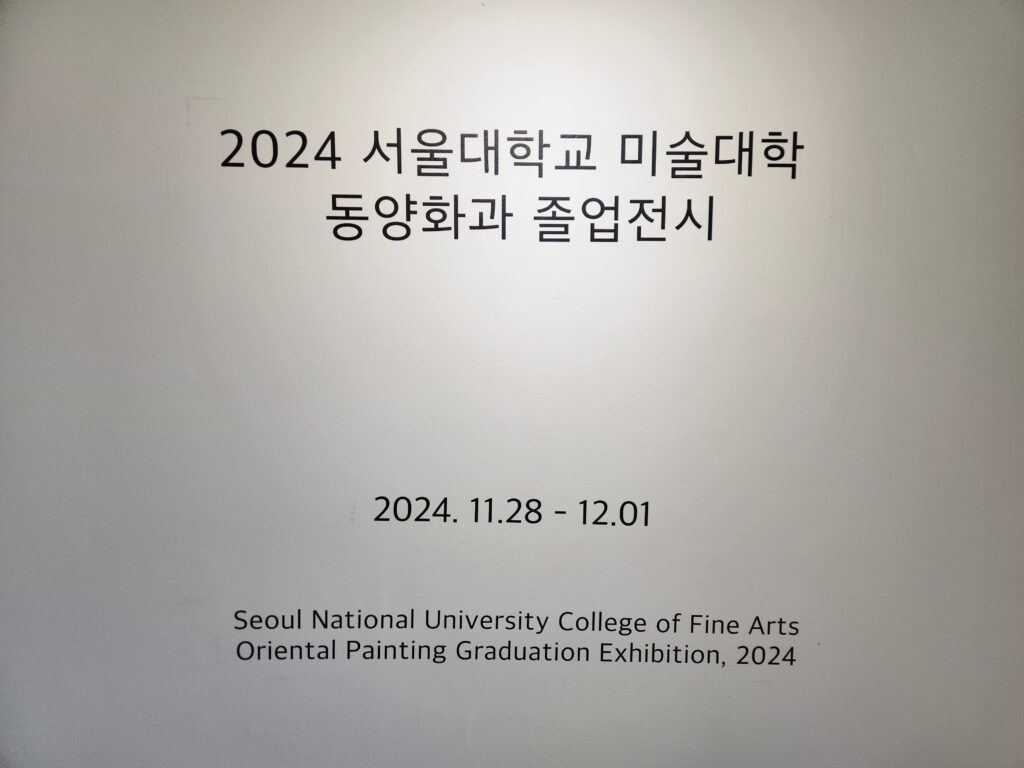 2024 서울대학교 미술대학
동양화과 졸업전시
2024. 11.28 - 12.01
Seoul National University College of Fine Arts
Oriental Painting Graduation Exhibition, 2024